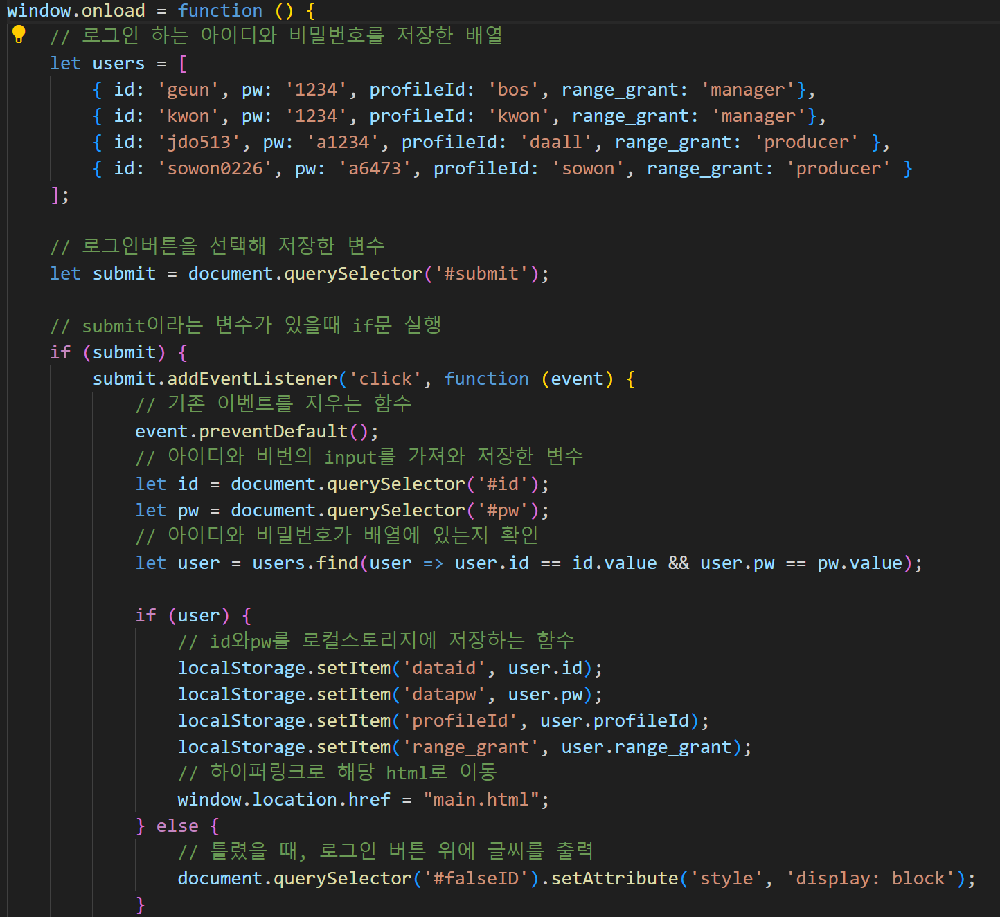 window.onload = function () {
// 로그인 하는 아이디와 비밀번호를 저장한 배열
let users = [
{ id: 'geun', pw: '1234', profileId: 'bos', range_grant: 'manager'},
{ id: 'kwon', pw: '1234', profileId: 'kwon', range_grant: 'manager'},
{ id: 'jdo513', pw: 'a1234', profileId: 'daall', range_grant: 'producer' },
{ id: 'sowon0226', pw: 'a6473', profileId: 'sowon', range_grant: 'producer' }
];
// 로그인버튼을 선택해 저장한 변수
let submit = document.querySelector('#submit');
// submit이라는 변수가 있을때 if문 실행
if (submit) {
submit.addEventListener('click', function (event) {
// 기존 이벤트를 지우는 함수
event.preventDefault();
// 아이디와 비번의 input를 가져와 저장한 변수
let id = document.querySelector('#id');
let pw = document.querySelector('#pw');
// 아이디와 비밀번호가 배열에 있는지 확인
let user = users.find(user => user.id == id.value && user.pw == pw.value);
if (user) {
// id와pw를 로컬스토리지에 저장하는 함수
localStorage.setItem('dataid', user.id);
localStorage.setItem('datapw', user.pw);
localStorage.setItem('profileId', user.profileId);
localStorage.setItem('range_grant', user.range_grant);
// 하이퍼링크로 해당 html로 이동
window.location.href = "main.html";
} else {
// 틀렸을 때, 로그인 버튼 위에 글씨를 출력
document.querySelector('#falseID').setAttribute('style', 'display: block');
}